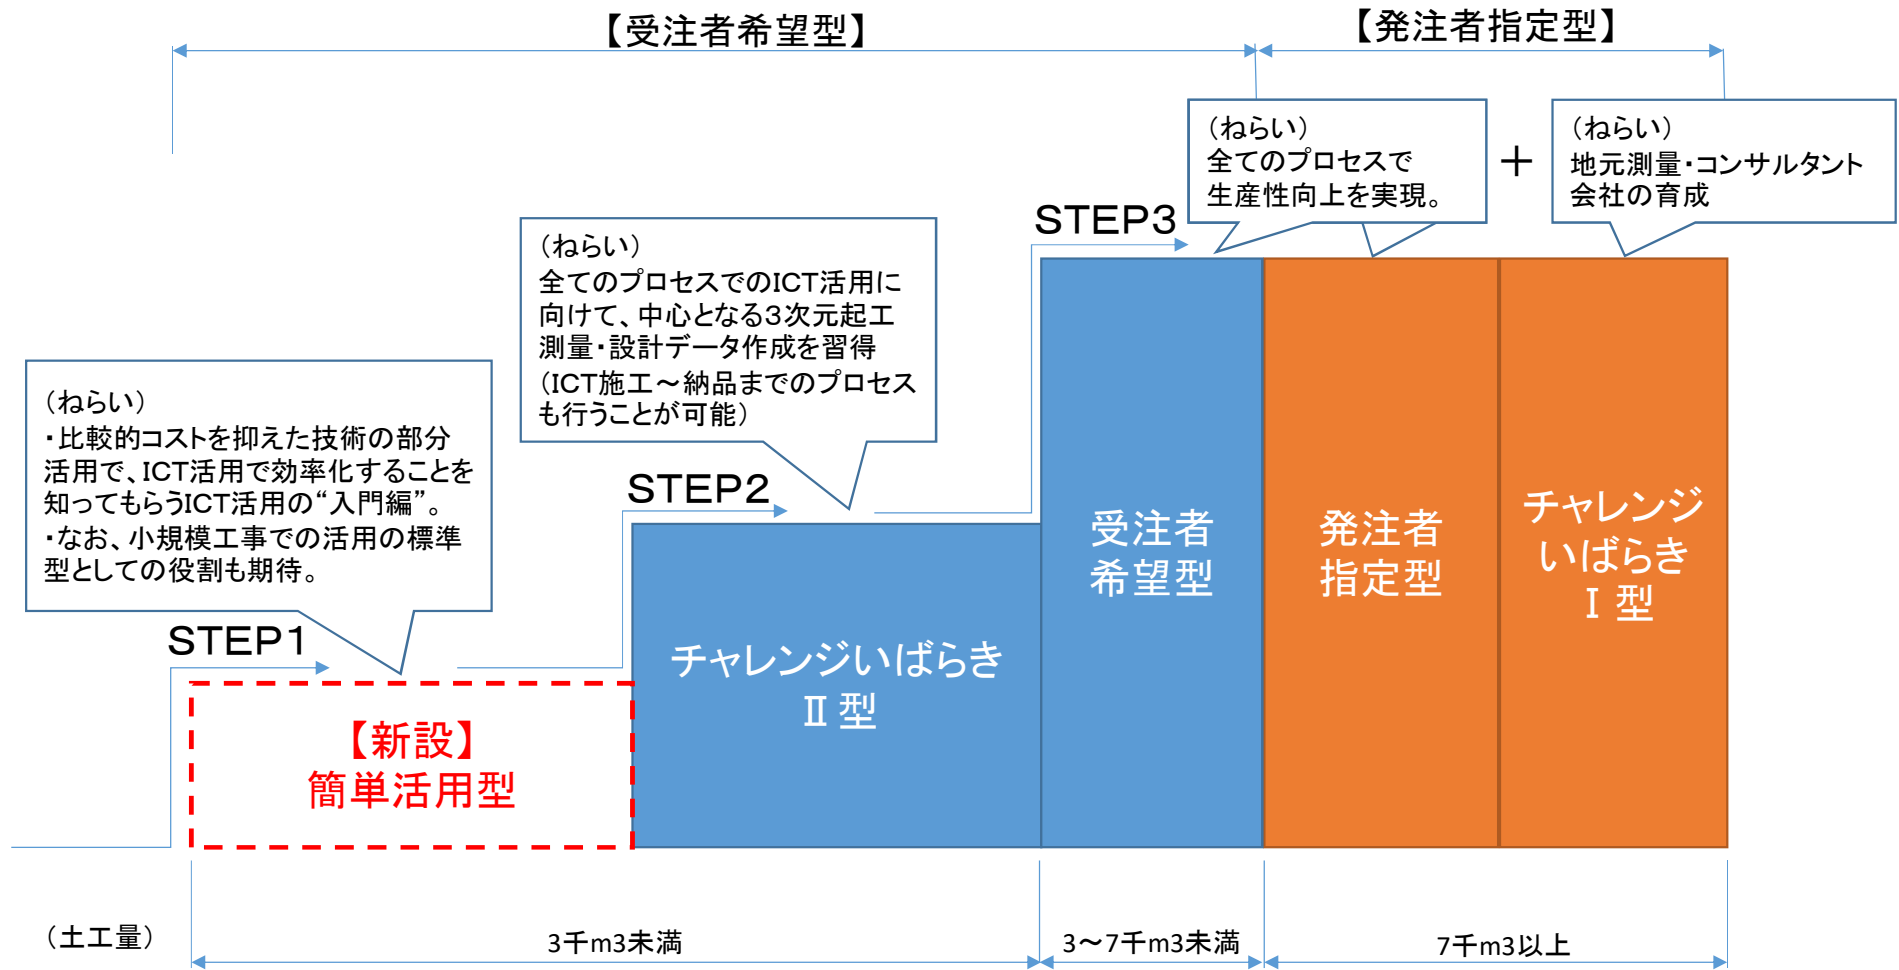 【受注者希望型】
【発注者指定型】
（ねらい）
全てのプロセスで
生産性向上を実現。
＋
（ねらい）
地元測量・コンサルタント
会社の育成
STEP3
（ねらい）
全てのプロセスでのICT活用に
向けて、中心となる3次元起工
測量・設計データ作成を習得
（ICT施工～納品までのプロセス
も行うことが可能）
（ねらい）
・比較的コストを抑えた技術の部分
活用で、ICT活用で効率化することを
知ってもらうICT活用の“入門編”。
・なお、小規模工事での活用の標準
型としての役割も期待。
STEP2
STEP1
【新設】
簡単活用型
チャレンジいばらき
Ⅱ型
受注者
希望型
発注者
指定型
チャレンジ
いばらき
Ⅰ型
（土工量）
3千m3未満
3～7千m3未満
7千m3以上